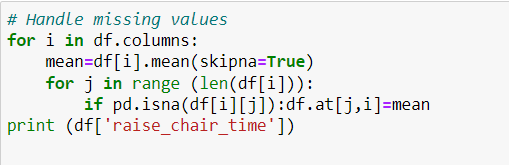 # Handle missing values
for i in df.columns:
    mean=df[i].mean(skipna=True)
    for j in range (len(df[i])):
        if pd.isna(df[i][j]):df.at[j,i]=mean
print (df['raise_chair_time'])